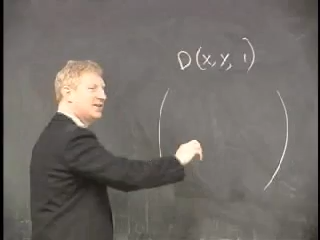 D(x, y, 1)
( )